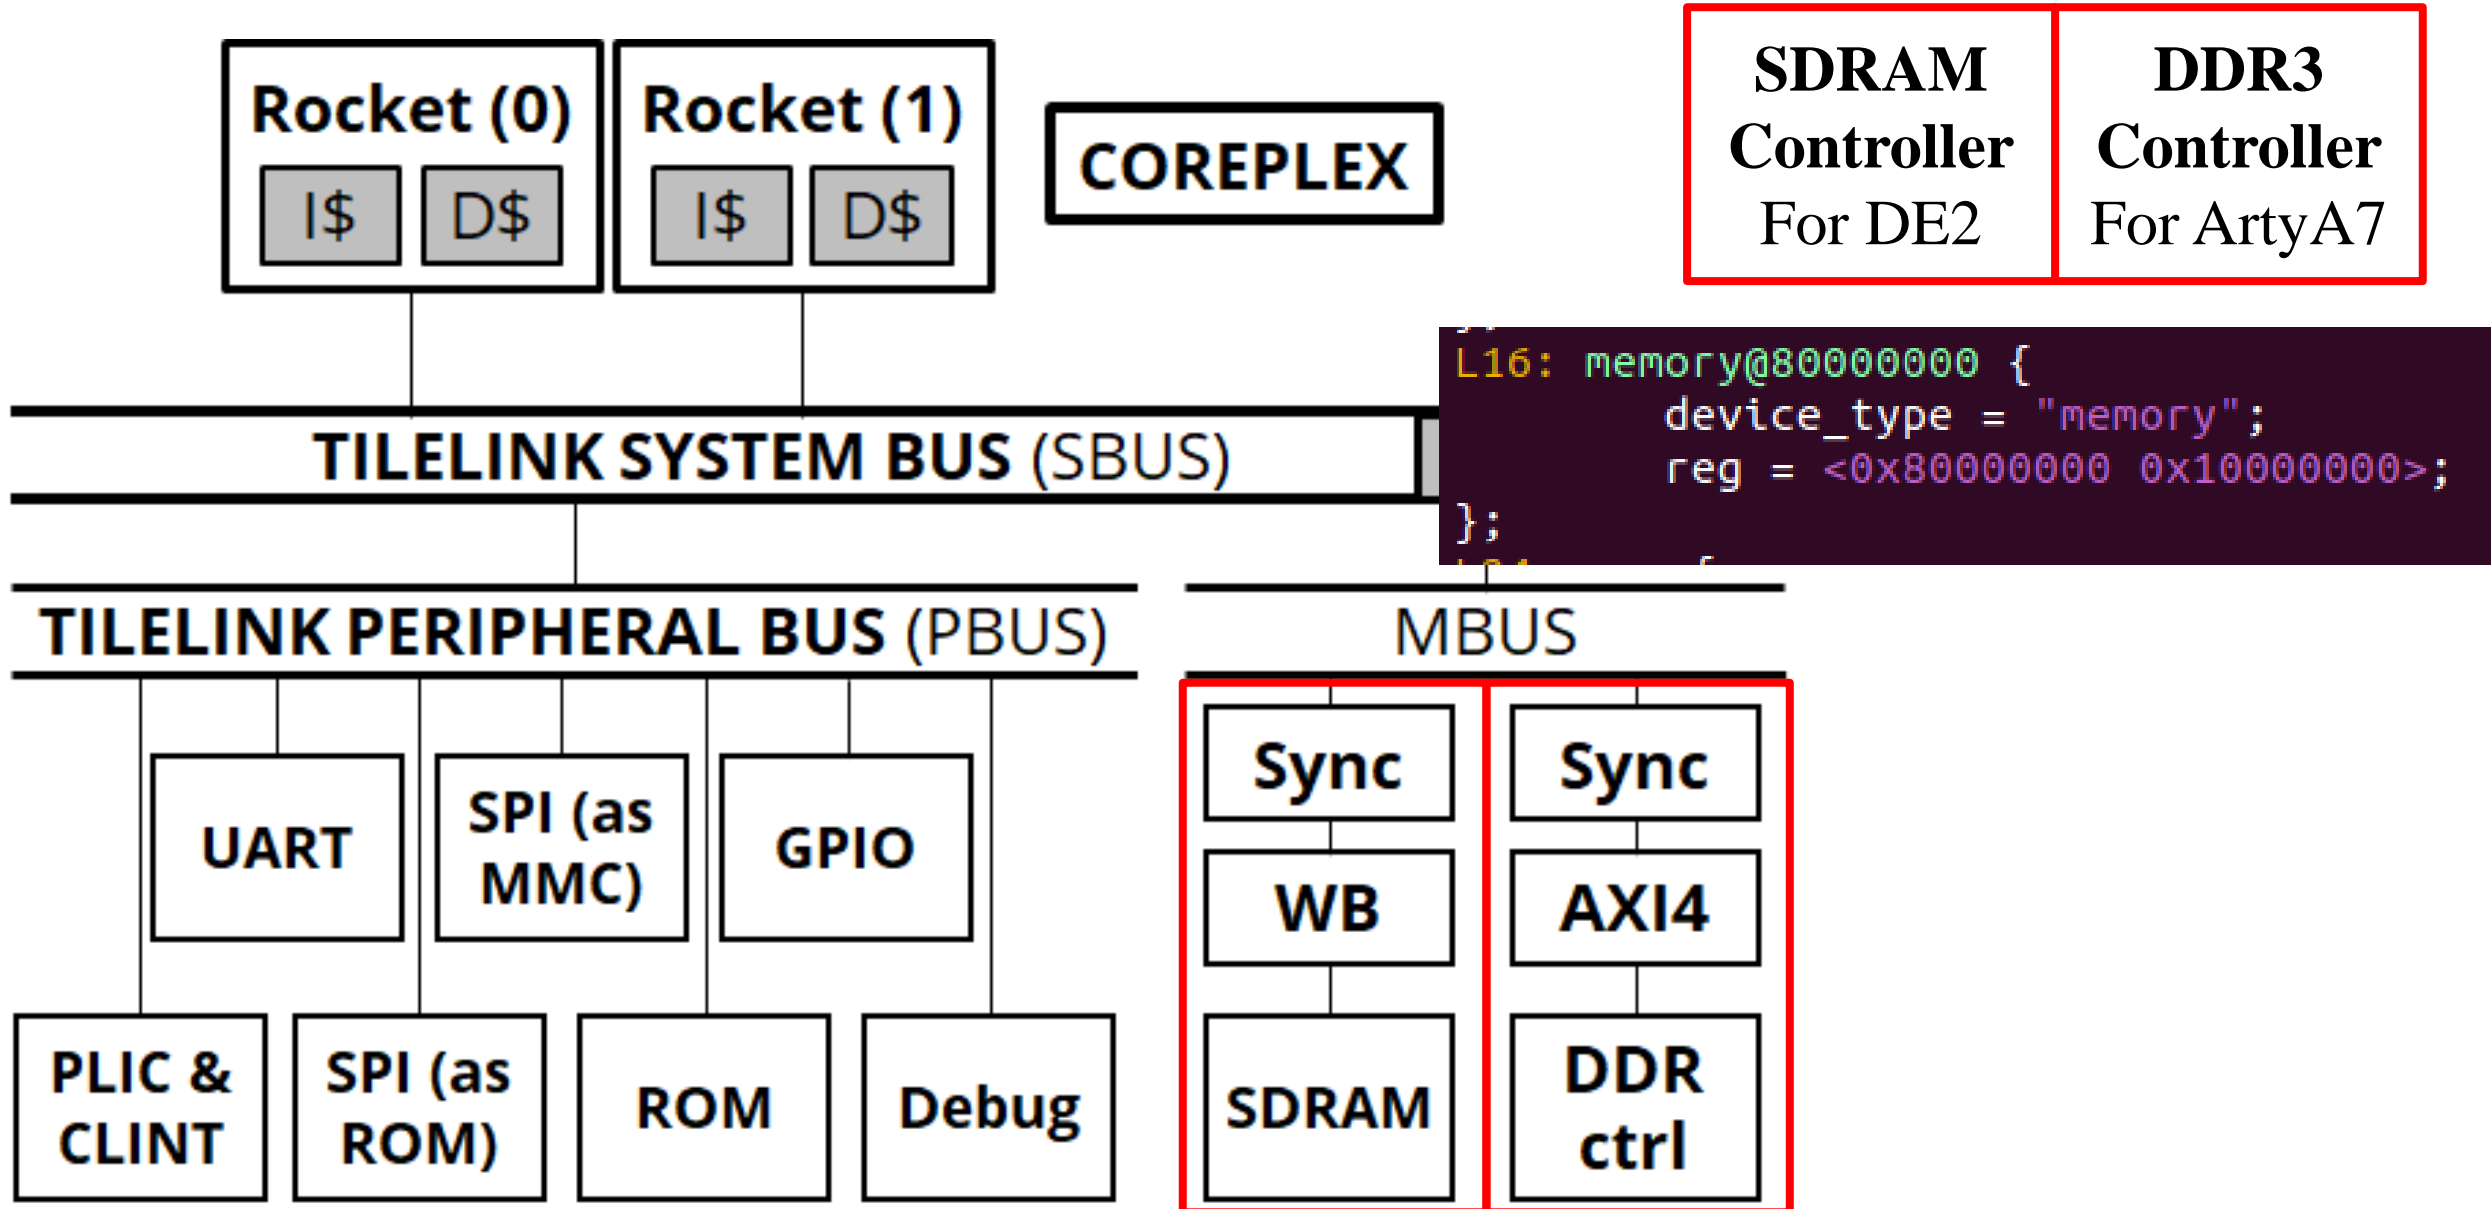 Rocket (0)
I$ D$
Rocket (1)
I$ D$
COREPLEX
SDRAM
Controller
For DE2
DDR3
Controller
For ArtyA7
L16: memory@80000000 {
device_type = "memory";
reg = <0x80000000 0x10000000>;
};
TILELINK SYSTEM BUS (SBUS)
TILELINK PERIPHERAL BUS (PBUS)
MBUS
UART
SPI (as
MMC)
GPIO
PLIC &
CLINT
SPI (as
ROM)
ROM
Debug
Sync
WB
SDRAM
Sync
AXI4
DDR
ctrl